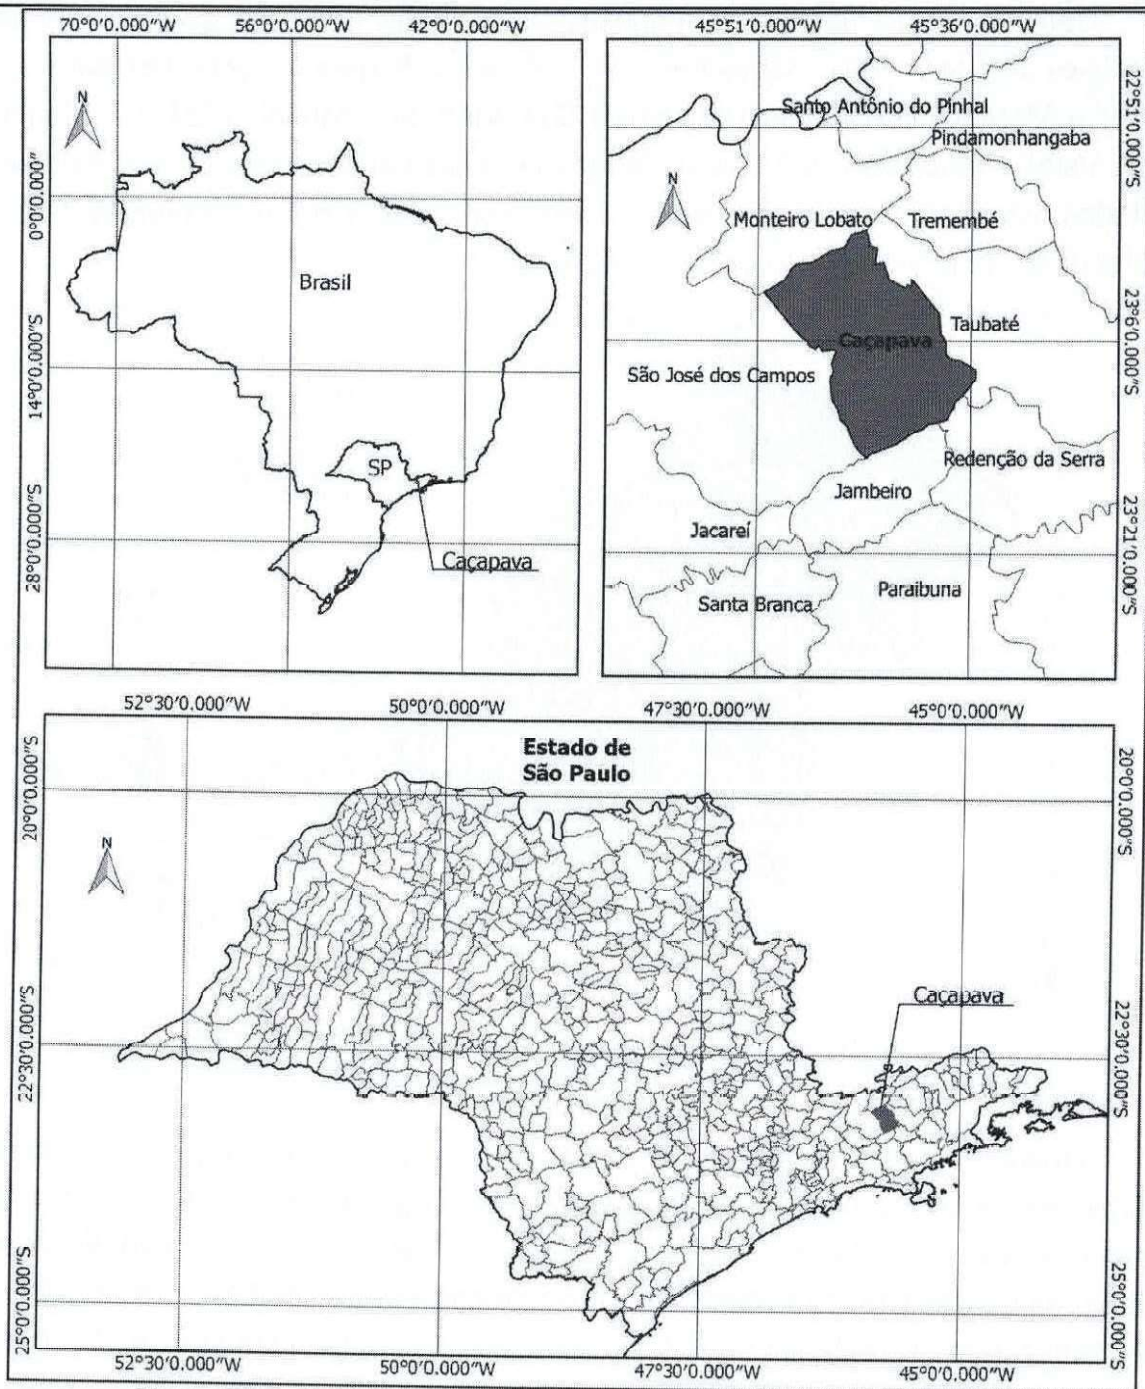 70°0'0.000"W
56°0'0.000"W
42°0'0.000"W
N
0°0'0.000"
14°0'0.000"S
28°0'0.000"S
Brasil
SP
Caçapava
45°51'0.000"W
45°36'0.000"W
22°51'0.000"S
23°6'0.000"S
23°21'0.000"S
N
Santo Antônio do Pinhal
Pindamonhangaba
Monteiro Lobato
Tremembé
Taubaté
Caçapava
São José dos Campos
Redenção da Serra
Jambeiro
Jacareí
Paraibuna
Santa Branca
52°30'0.000"W
50°0'0.000"W
47°30'0.000"W
45°0'0.000"W
Estado de
São Paulo
20°0'0.000"S
20°0'0.000"S
N
Caçapava
22°30'0.000"S
22°30'0.000"S
25°0'0.000"S
25°0'0.000"S
52°30'0.000"W
50°0'0.000"W
47°30'0.000"W
45°0'0.000"W